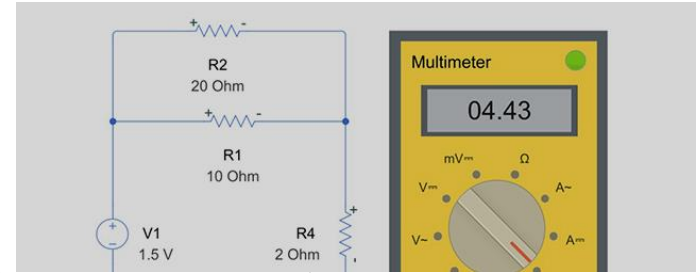 R2
20 Ohm
R1
10 Ohm
V1
1.5 V
R4
2 Ohm
Multimeter
04.43
mV⎓
Ω
V⎓
A~
V~
A⎓